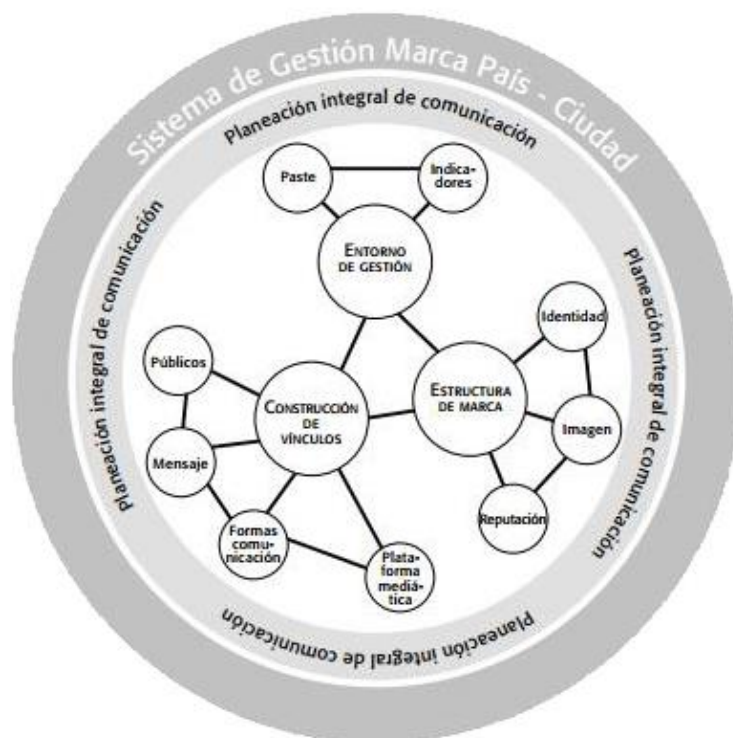 Sistema de Gestión Marca País - Ciudad
Planeación integral de comunicación
Paste
Indica-
dores
Entorno
de gestión
Planeación integral de comunicación
Planeación integral de comunicación
Identidad
Públicos
Estructura
de marca
Construcción
de
vínculos
Imagen
Mensaje
Reputación
Formas
comu-
nicación
Plata-
forma
mediá-
tica
Planeación integral de comunicación